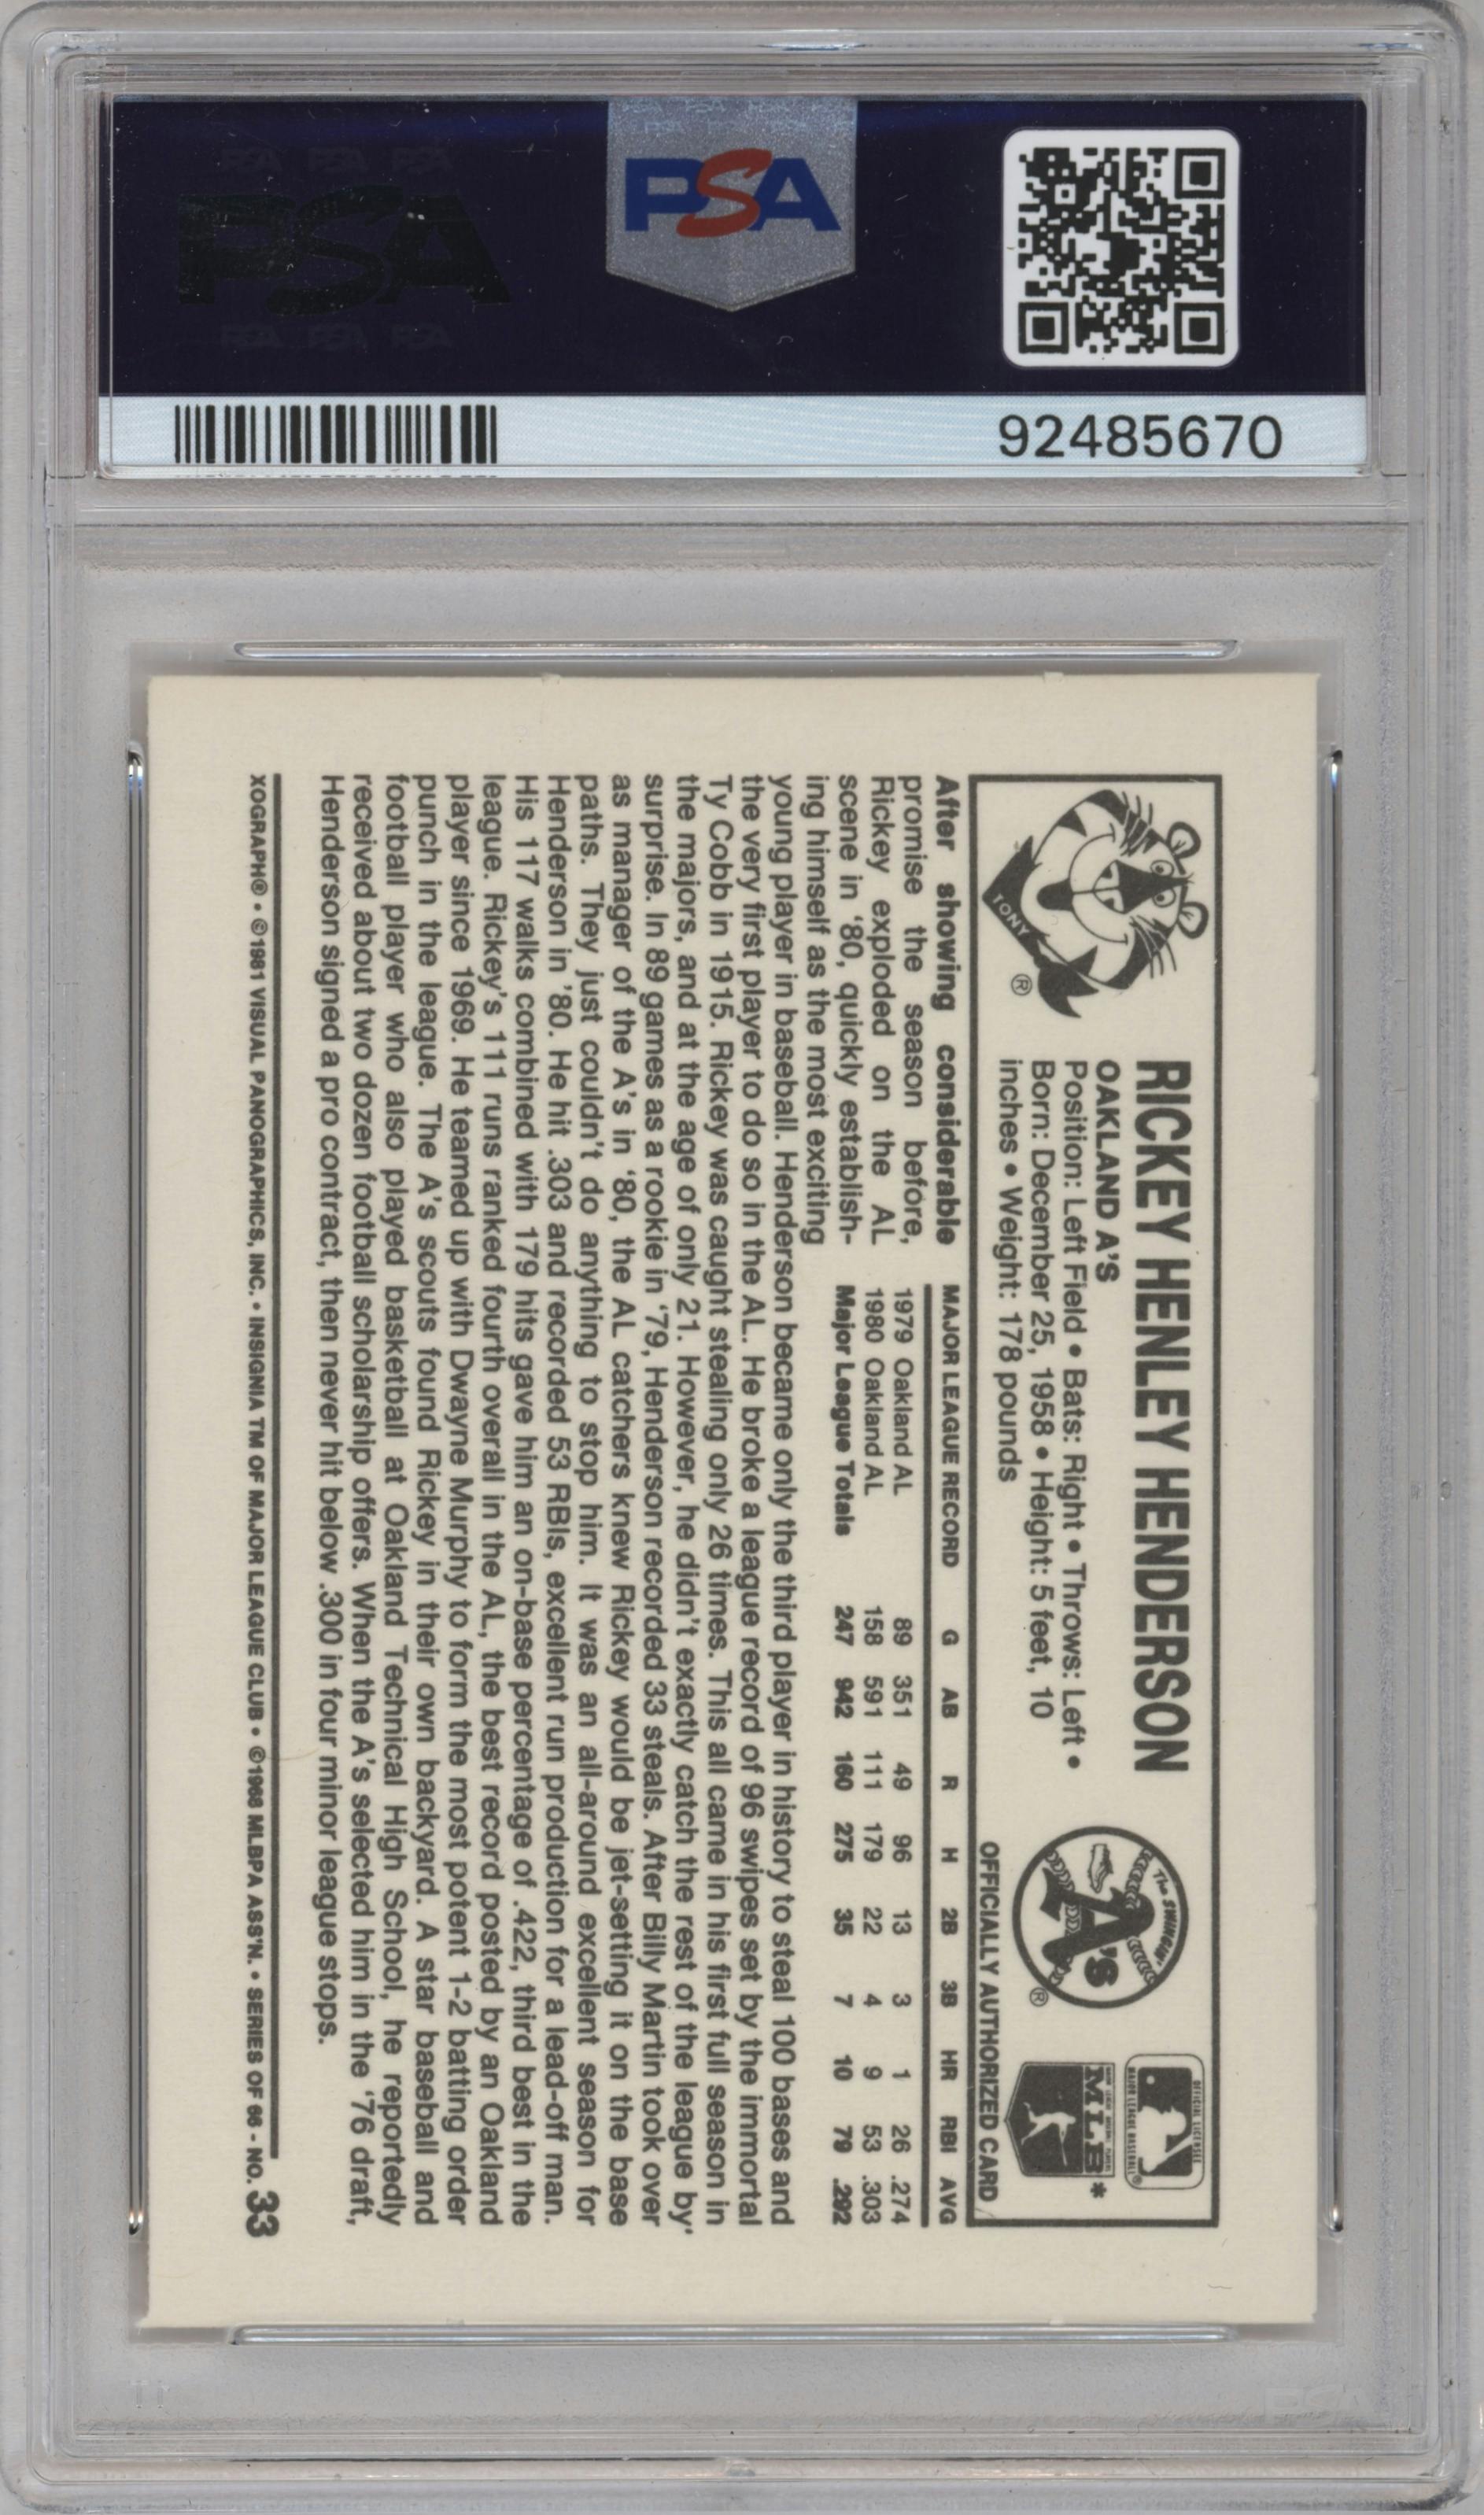 PSA
PSA
92485670
RICKEY HENLEY HENDERSON
OAKLAND A'S
Position: Left Field • Bats: Right • Throws: Left •
Born: December 25, 1958 • Height: 5 feet, 10
inches • Weight: 178 pounds
TONY
®
The SWINGIN'
A's
®
OFFICIAL LICENSEE
MAJOR LEAGUE BASEBALL®
MLB*
OFFICIALLY AUTHORIZED CARD
After showing considerable
promise the season before,
Rickey exploded on the AL
scene in '80, quickly establish-
ing himself as the most exciting
MAJOR LEAGUE RECORD G AB R H 2B 3B HR RBI AVG
1979 Oakland AL 89 351 49 96 13 3 1 26 .274
1980 Oakland AL 158 591 111 179 22 4 9 53 .303
Major League Totals 247 942 160 275 35 7 10 79 .292
young player in baseball. Henderson became only the third player in history to steal 100 bases and
the very first player to do so in the AL. He broke a league record of 96 swipes set by the immortal
Ty Cobb in 1915. Rickey was caught stealing only 26 times. This all came in his first full season in
the majors, and at the age of only 21. However, he didn't exactly catch the rest of the league by
surprise. In 89 games as a rookie in '79, Henderson recorded 33 steals. After Billy Martin took over
as manager of the A's in '80, the AL catchers knew Rickey would be jet-setting it on the base
paths. They just couldn't do anything to stop him. It was an all-around excellent season for
Henderson in '80. He hit .303 and recorded 53 RBIs, excellent run production for a lead-off man.
His 117 walks combined with 179 hits gave him an on-base percentage of .422, third best in the
league. Rickey's 111 runs ranked fourth overall in the AL, the best record posted by an Oakland
player since 1969. He teamed up with Dwayne Murphy to form the most potent 1-2 batting order
punch in the league. The A's scouts found Rickey in their own backyard. A star baseball and
football player who also played basketball at Oakland Technical High School, he reportedly
received about two dozen football scholarship offers. When the A's selected him in the '76 draft,
Henderson signed a pro contract, then never hit below .300 in four minor league stops.
XOGRAPH® • ©1981 VISUAL PANOGRAPHICS, INC. • INSIGNIA TM OF MAJOR LEAGUE CLUB • ©1968 MLBPA ASS'N. • SERIES OF 66 - NO. 33